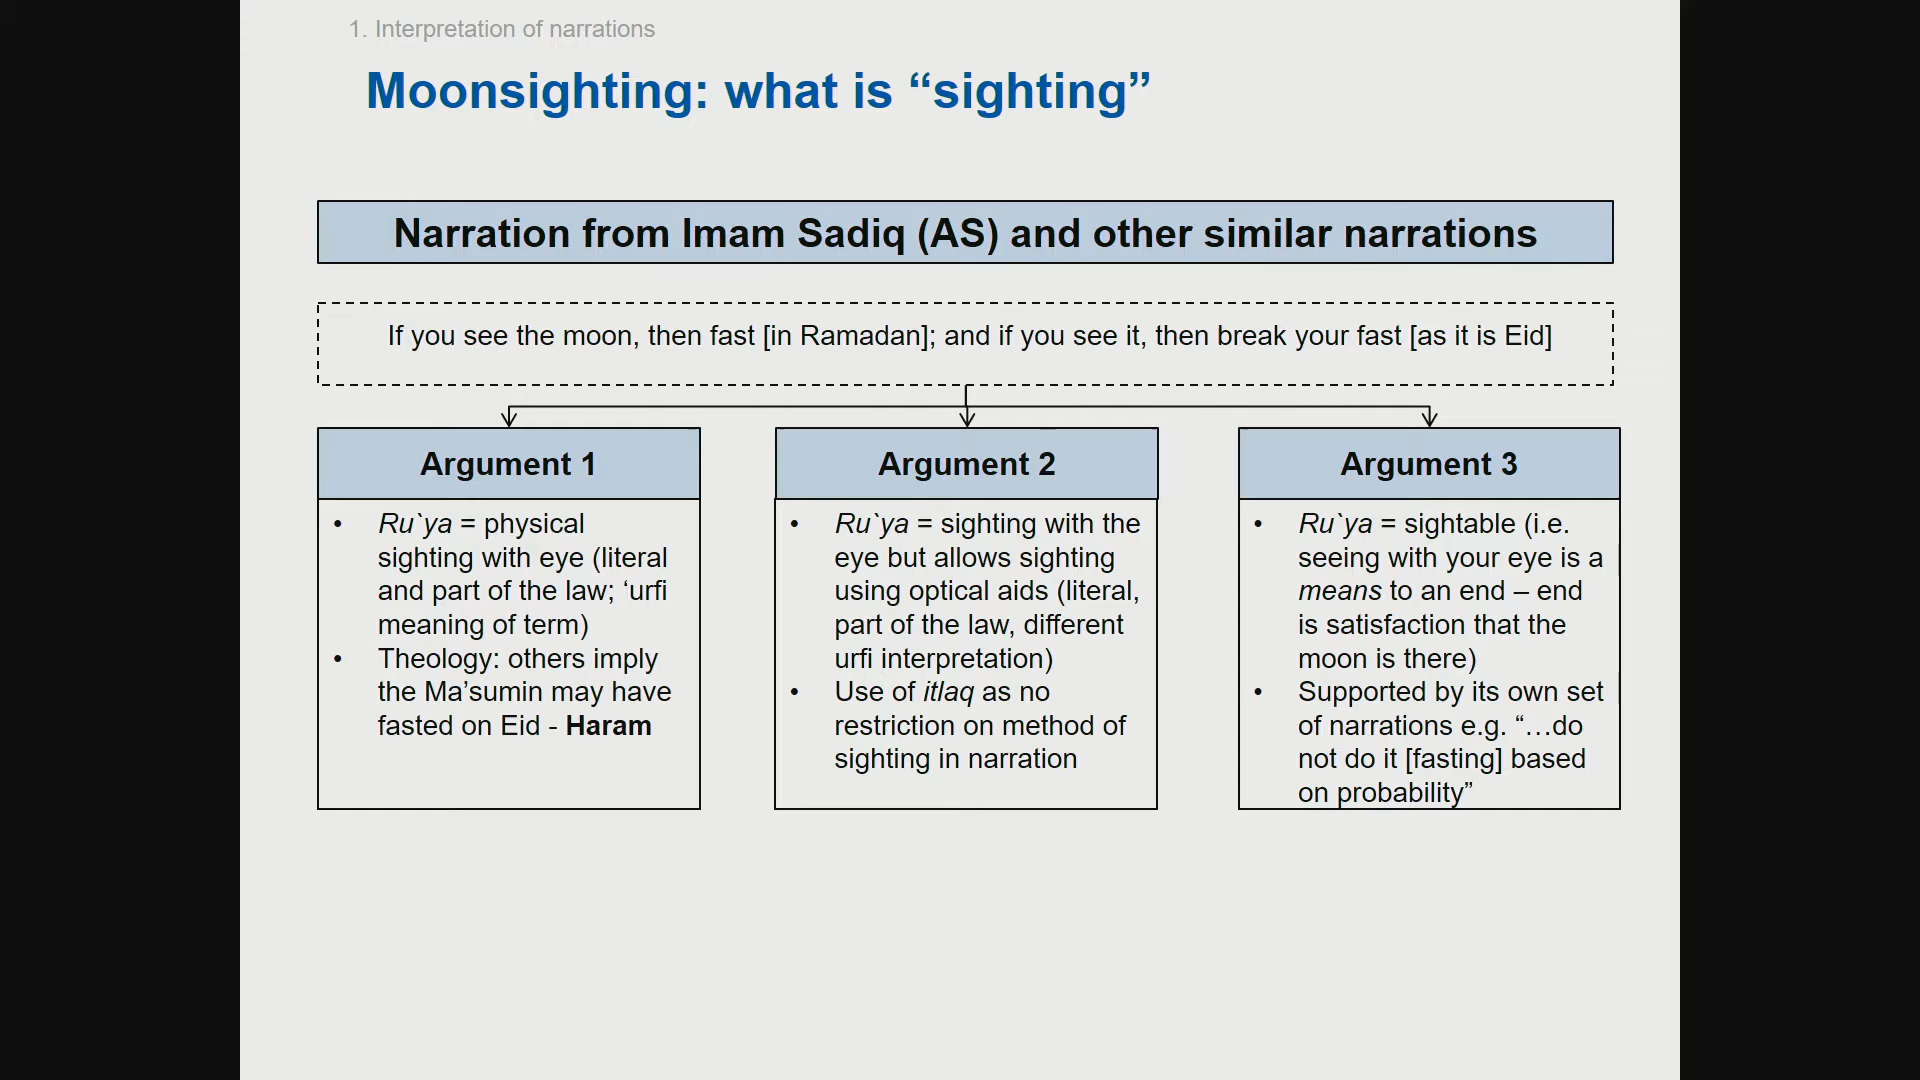 1. Interpretation of narrations
Moonsighting: what is “sighting”
Narration from Imam Sadiq (AS) and other similar narrations
If you see the moon, then fast [in Ramadan]; and if you see it, then break your fast [as it is Eid]
Argument 1
• Ru`ya = physical
sighting with eye (literal
and part of the law; ‘urfi
meaning of term)
• Theology: others imply
the Ma’sumin may have
fasted on Eid - Haram
Argument 2
• Ru`ya = sighting with the
eye but allows sighting
using optical aids (literal,
part of the law, different
urfi interpretation)
• Use of itlaq as no
restriction on method of
sighting in narration
Argument 3
• Ru`ya = sightable (i.e.
seeing with your eye is a
means to an end – end
is satisfaction that the
moon is there)
• Supported by its own set
of narrations e.g. “…do
not do it [fasting] based
on probability”